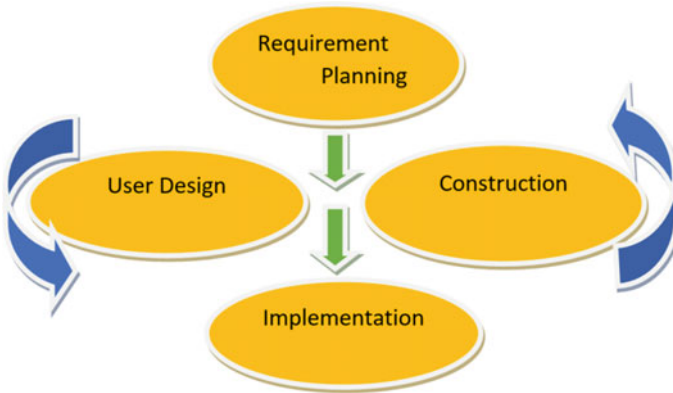 Requirement
Planning
User Design
Construction
Implementation